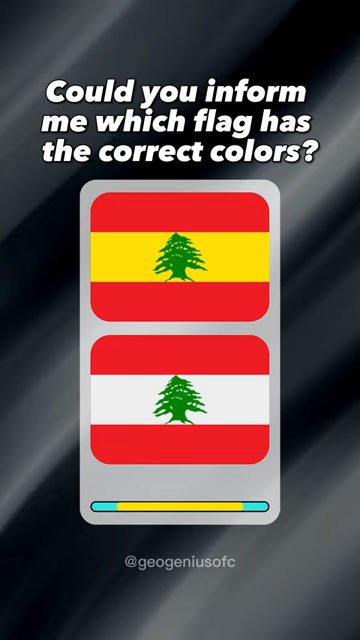 Could you inform
me which flag has
the correct colors?
@geogeniusofc